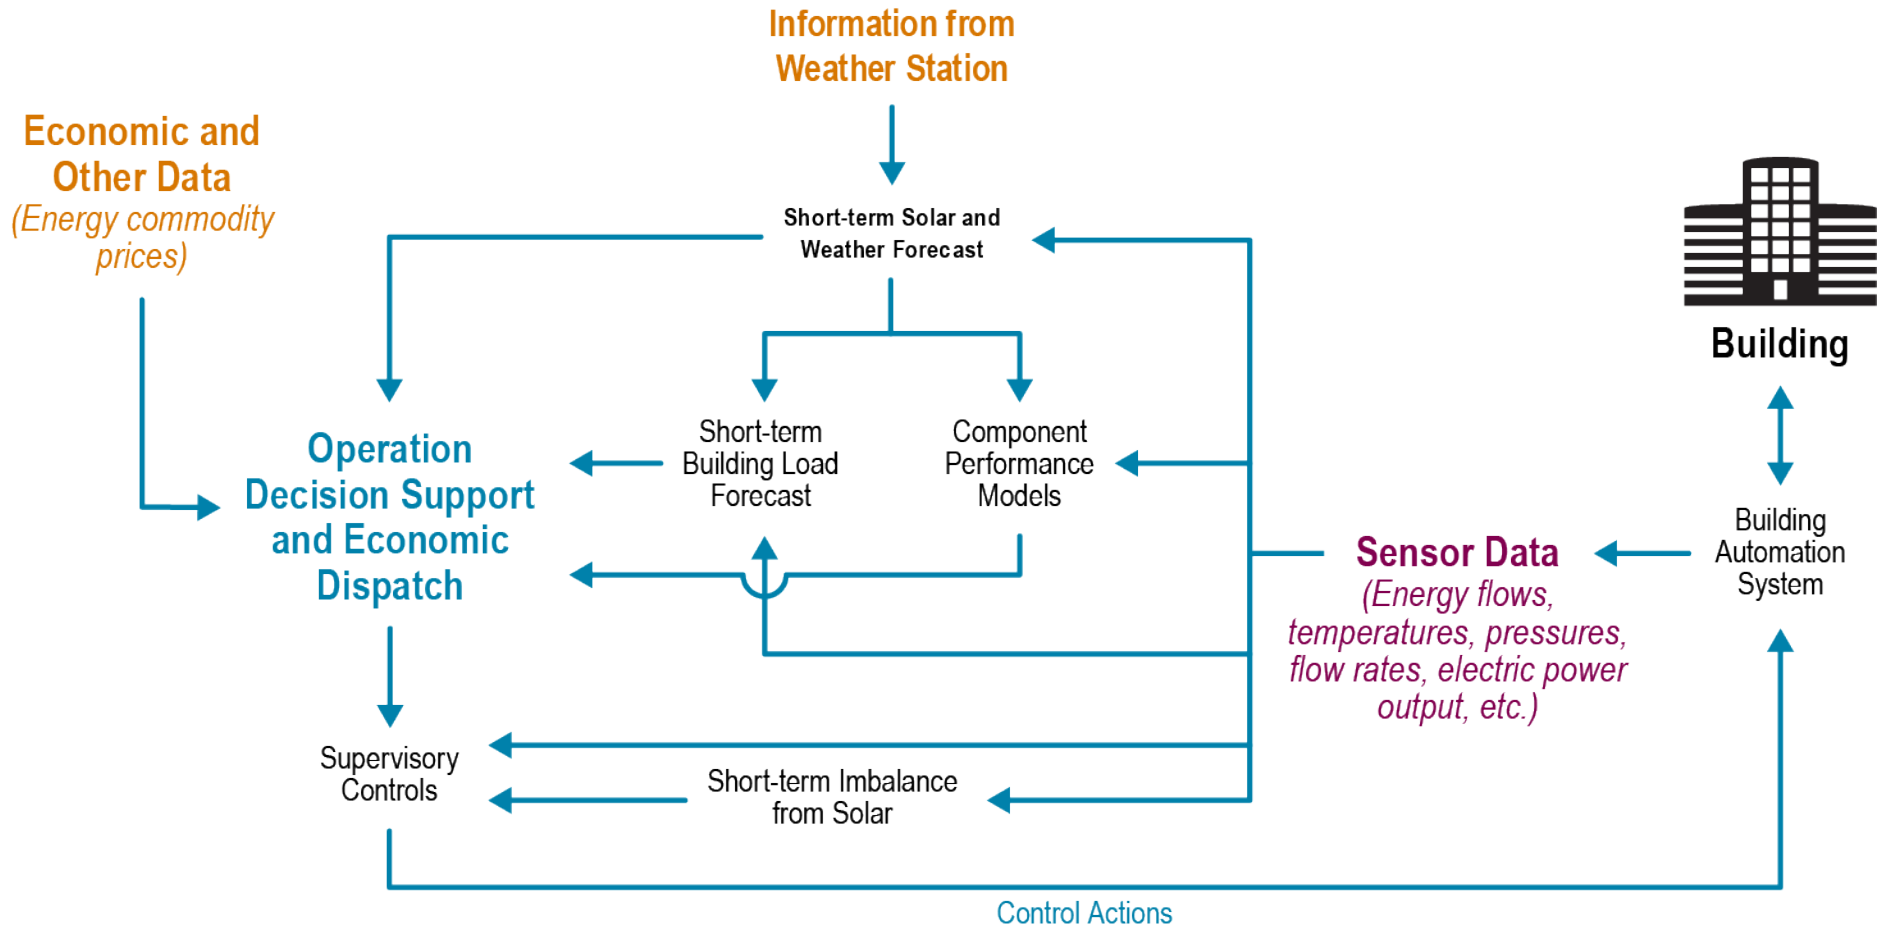 Information from
Weather Station
Economic and
Other Data
(Energy commodity
prices)
Short-term Solar and
Weather Forecast
Building
Operation
Decision Support
and Economic
Dispatch
Short-term
Building Load
Forecast
Component
Performance
Models
Sensor Data
(Energy flows,
temperatures, pressures,
flow rates, electric power
output, etc.)
Building
Automation
System
Supervisory
Controls
Short-term Imbalance
from Solar
Control Actions